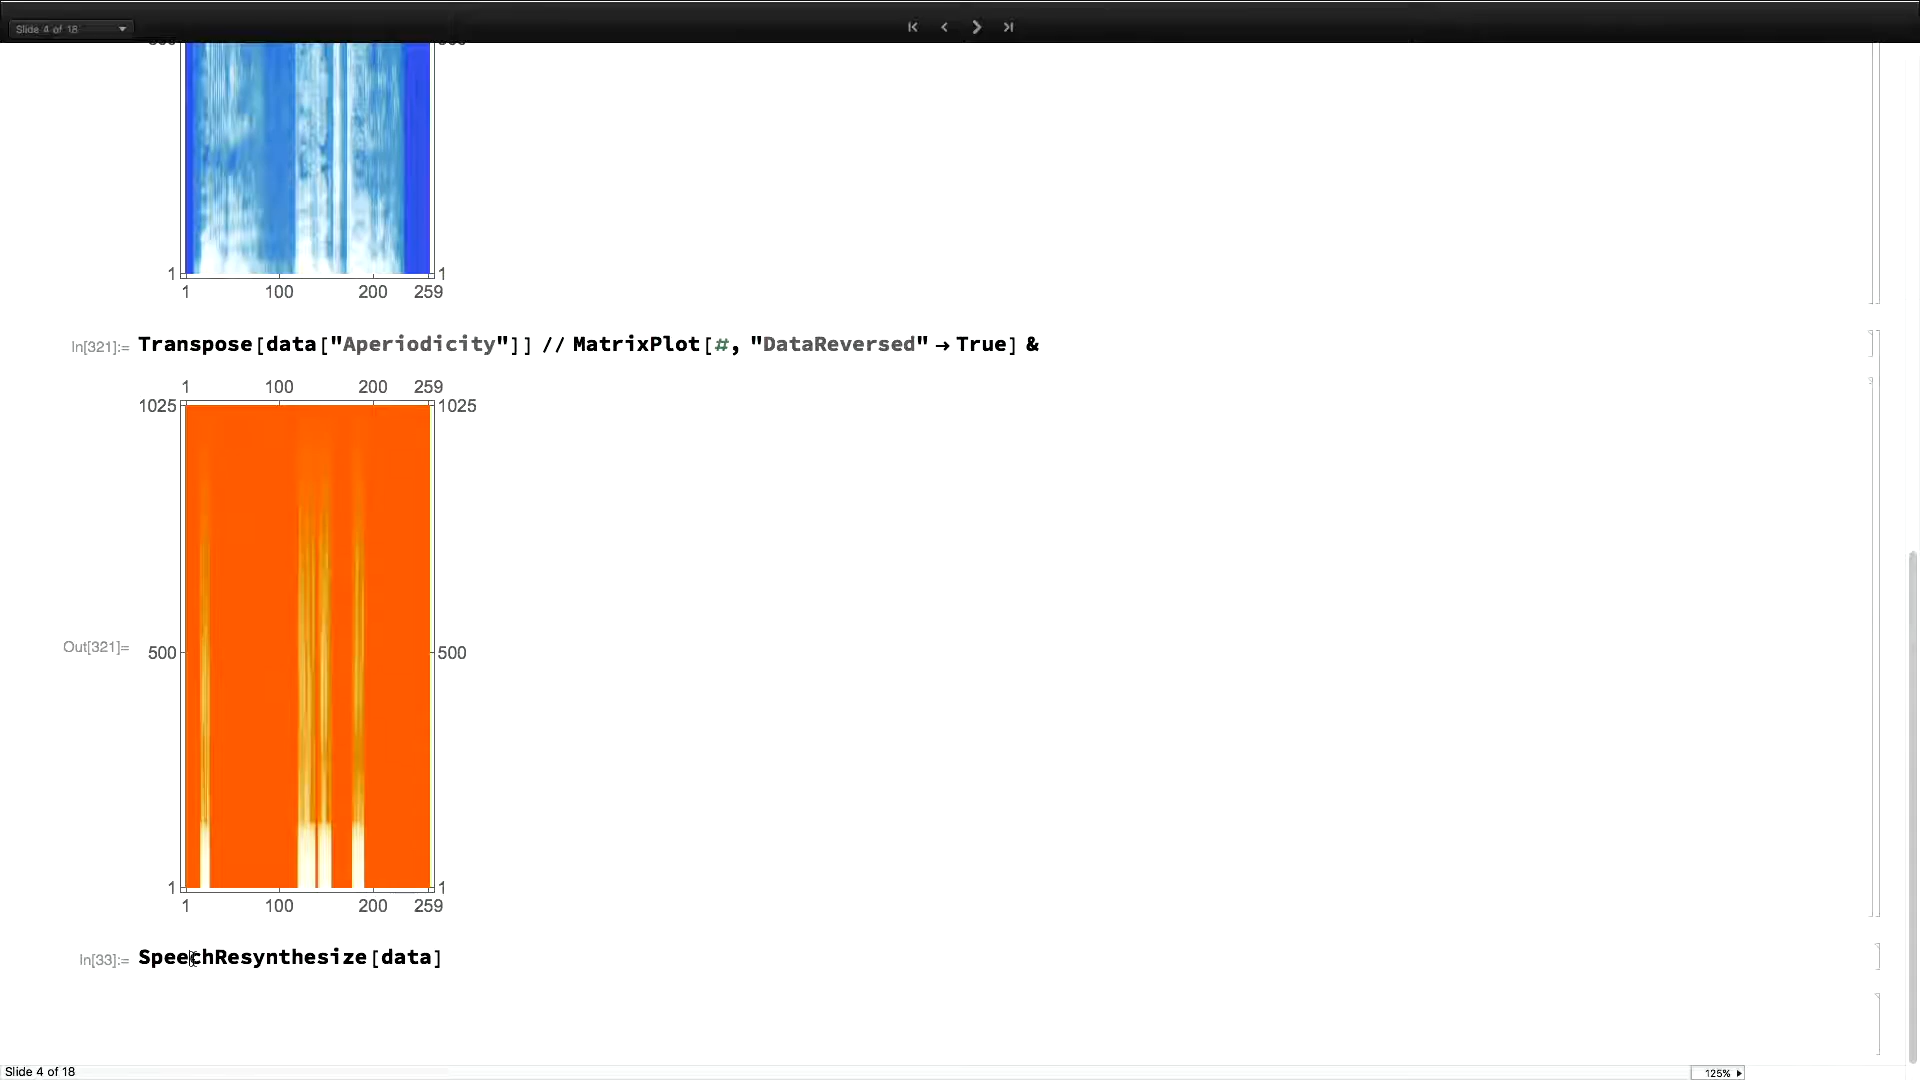 Slide 4 of 18
1 1
1 100 200 259
In[321]:= Transpose[data["Aperiodicity"]] // MatrixPlot[#, "DataReversed" → True] &
1 100 200 259
1025 1025
Out[321]= 500 500
1 1
1 100 200 259
In[33]:= SpeechResynthesize[data]
Slide 4 of 18 125%